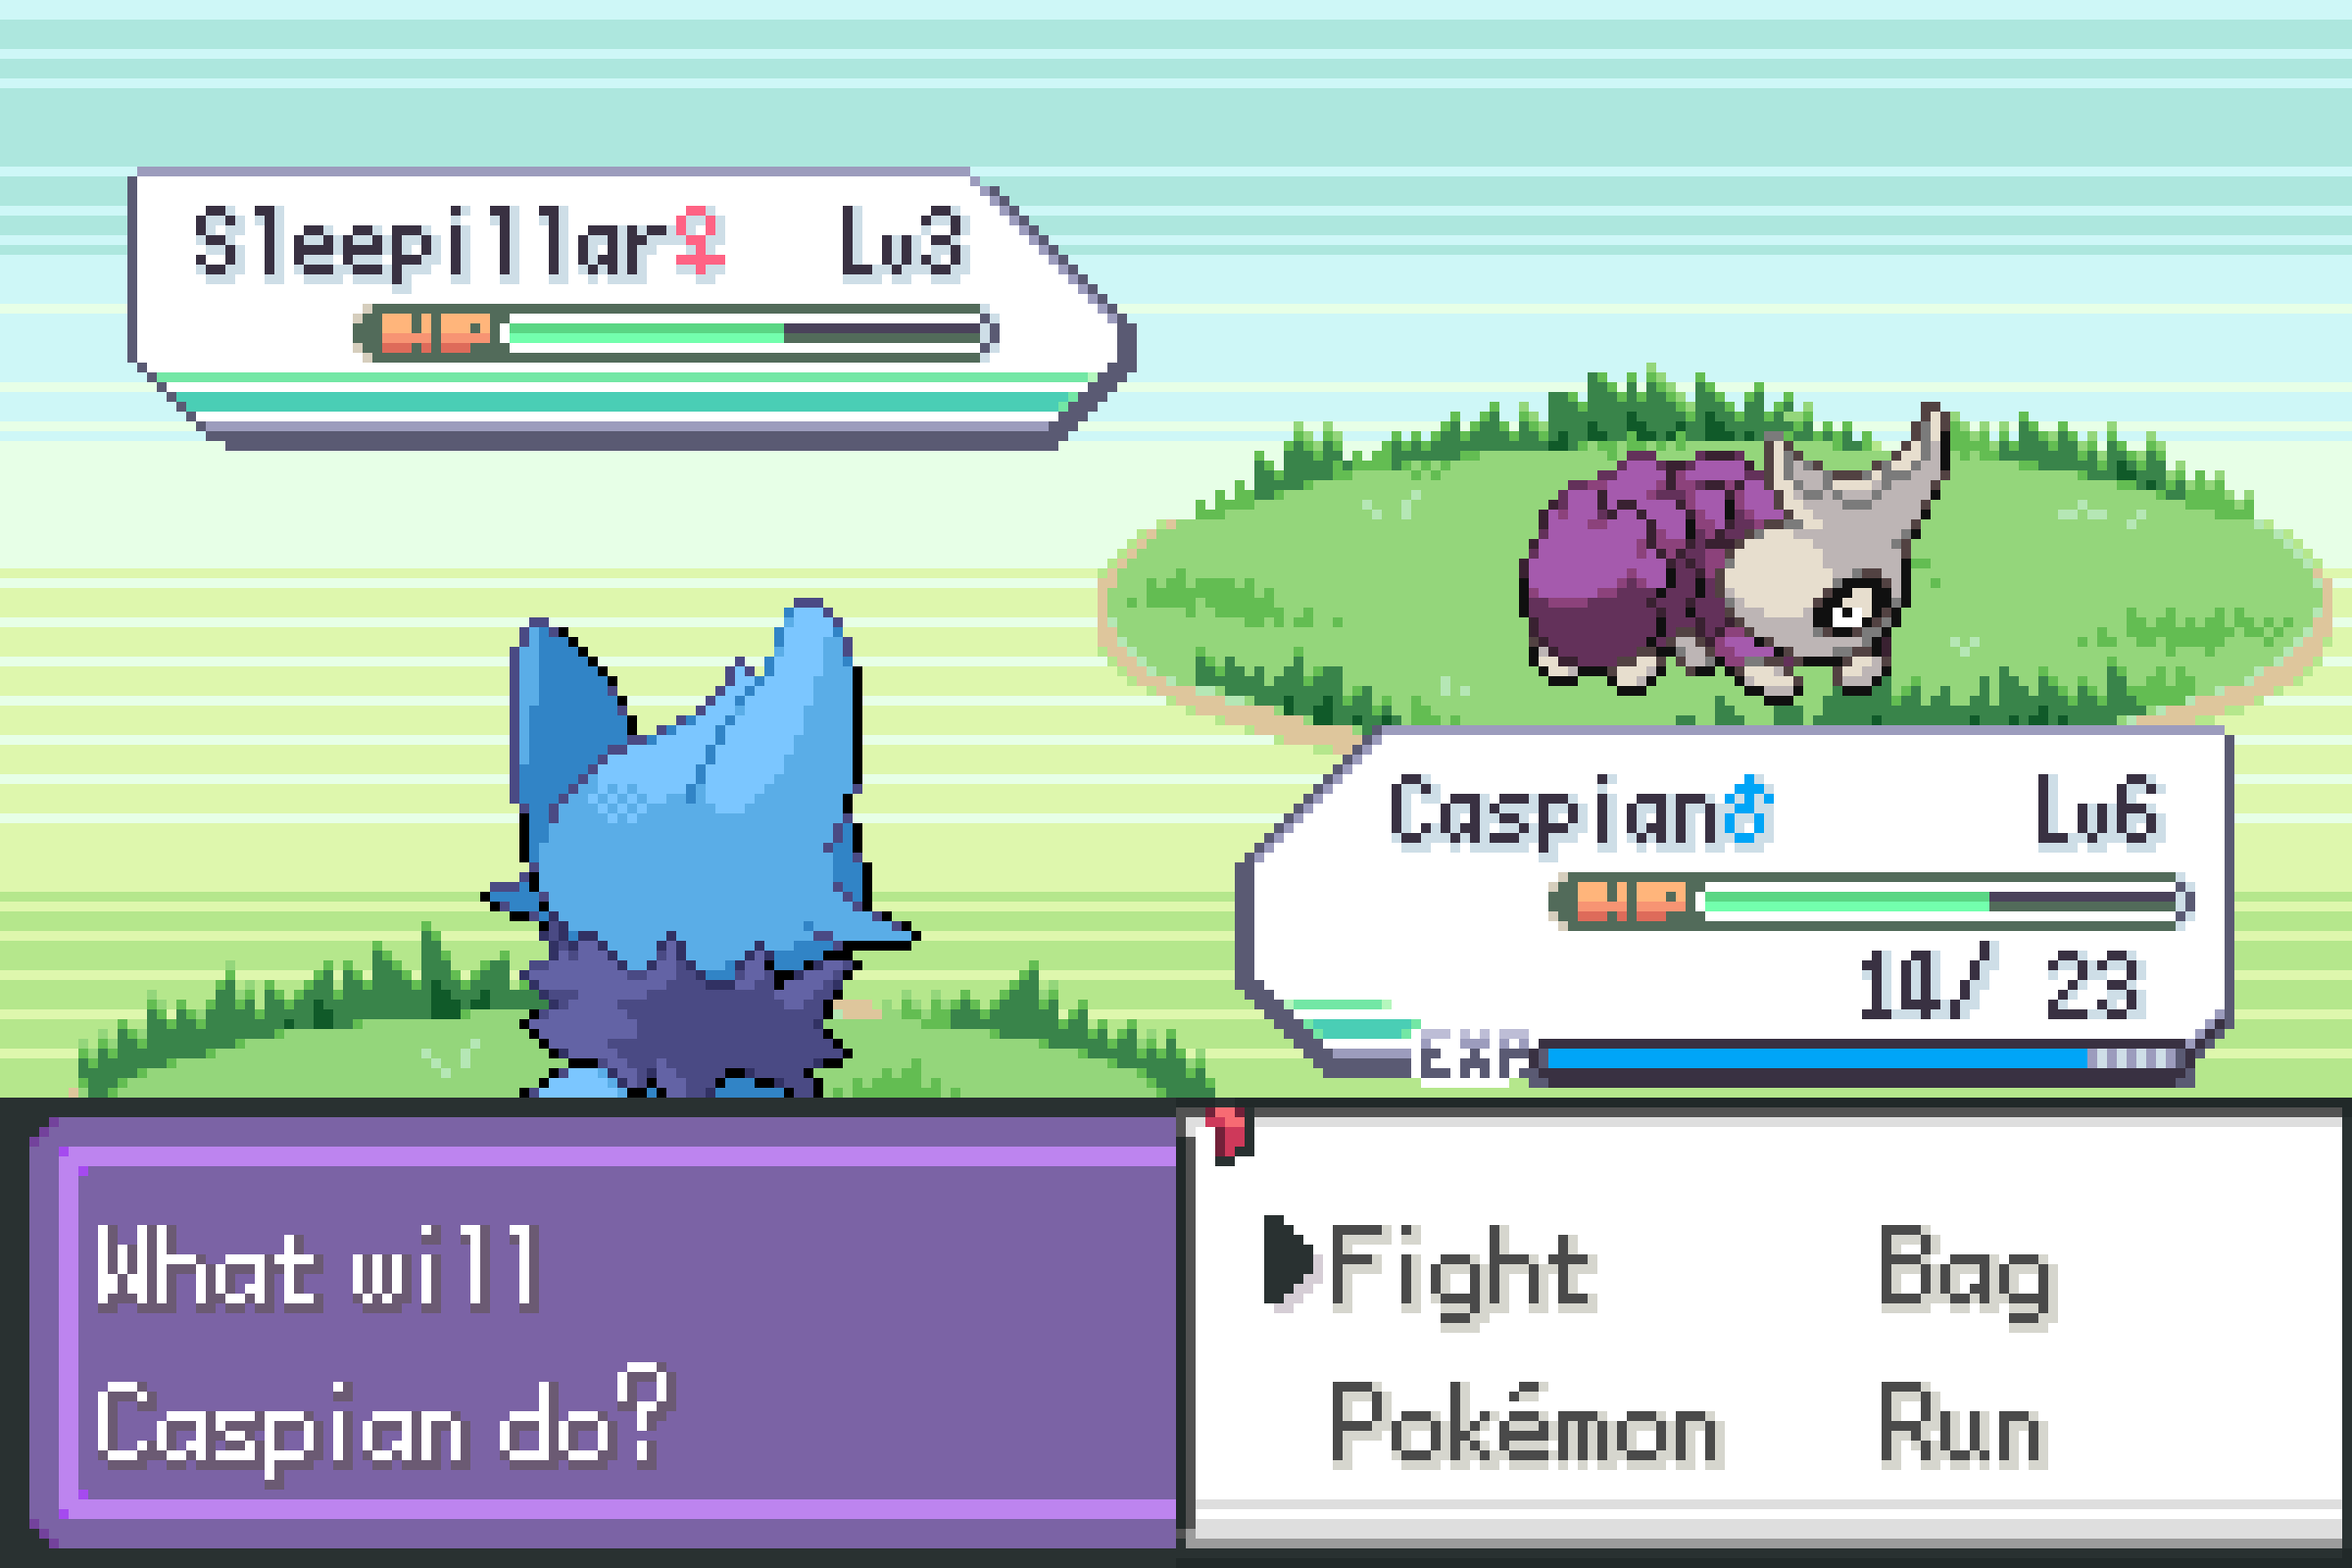 Sleepillar♀ Lv3
HP
Caspian♂ Lv6
HP
14/ 23
EXP
What will
Caspian do?
Fight Bag
Pokémon Run